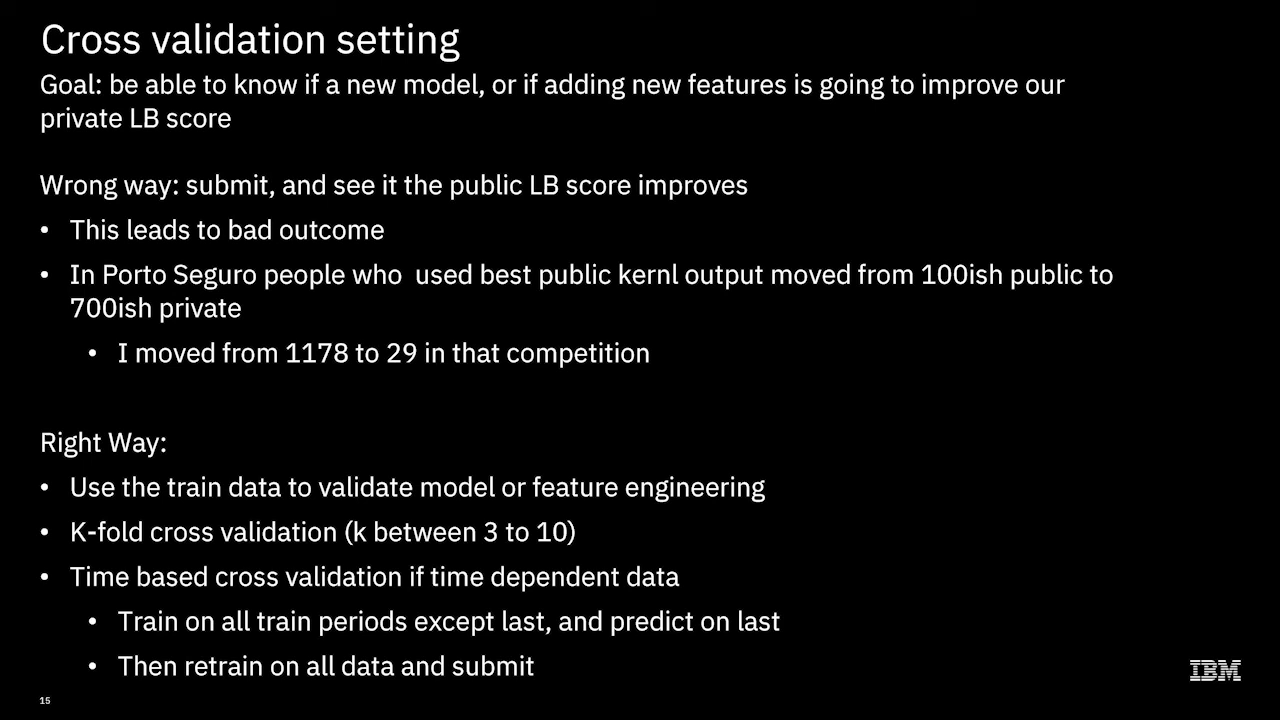 Cross validation setting
Goal: be able to know if a new model, or if adding new features is going to improve our
private LB score
Wrong way: submit, and see it the public LB score improves
• This leads to bad outcome
• In Porto Seguro people who  used best public kernl output moved from 100ish public to
700ish private
• I moved from 1178 to 29 in that competition
Right Way:
• Use the train data to validate model or feature engineering
• K-fold cross validation (k between 3 to 10)
• Time based cross validation if time dependent data
• Train on all train periods except last, and predict on last
• Then retrain on all data and submit
IBM
15